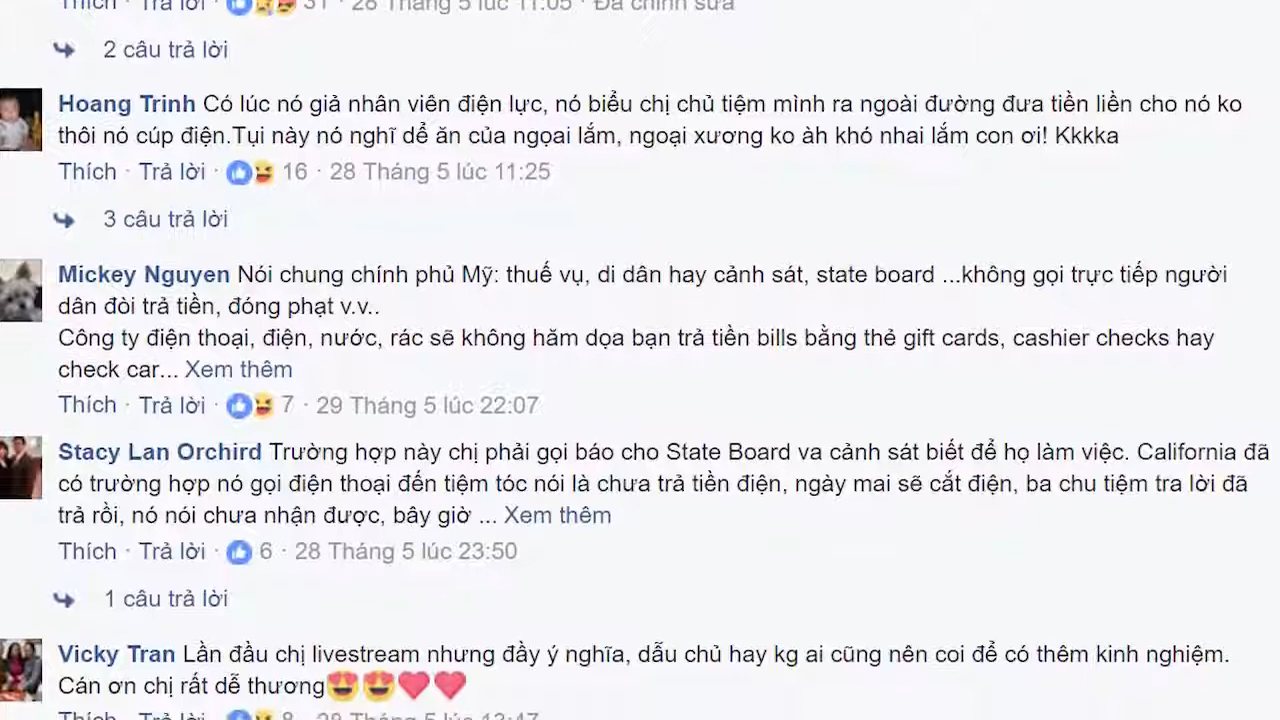 Thích · Trả lời · 31 · 28 Tháng 5 lúc 11:05 · Đã chỉnh sửa
2 câu trả lời
Hoang Trinh Có lúc nó giả nhân viên điện lực, nó biểu chị chủ tiệm mình ra ngoài đường đưa tiền liền cho nó ko
thôi nó cúp điện.Tụi này nó nghĩ dể ăn của ngọai lắm, ngoại xương ko àh khó nhai lắm con ơi! Kkkka
Thích · Trả lời · 16 · 28 Tháng 5 lúc 11:25
3 câu trả lời
Mickey Nguyen Nói chung chính phủ Mỹ: thuế vụ, di dân hay cảnh sát, state board ...không gọi trực tiếp người
dân đòi trả tiền, đóng phạt v.v..
Công ty điện thoại, điện, nước, rác sẽ không hăm dọa bạn trả tiền bills bằng thẻ gift cards, cashier checks hay
check car... Xem thêm
Thích · Trả lời · 7 · 29 Tháng 5 lúc 22:07
Stacy Lan Orchird Trường hợp này chị phải gọi báo cho State Board va cảnh sát biết để họ làm việc. California đã
có trường hợp nó gọi điện thoại đến tiệm tóc nói là chưa trả tiền điện, ngày mai sẽ cắt điện, ba chu tiệm tra lời đã
trả rồi, nó nói chưa nhận được, bây giờ ... Xem thêm
Thích · Trả lời · 6 · 28 Tháng 5 lúc 23:50
1 câu trả lời
Vicky Tran Lần đầu chị livestream nhưng đầy ý nghĩa, dẫu chủ hay kg ai cũng nên coi để có thêm kinh nghiệm.
Cán ơn chị rất dễ thương😍😍❤❤
Thích · Trả lời · 8 · 28 Tháng 5 lúc 13:47